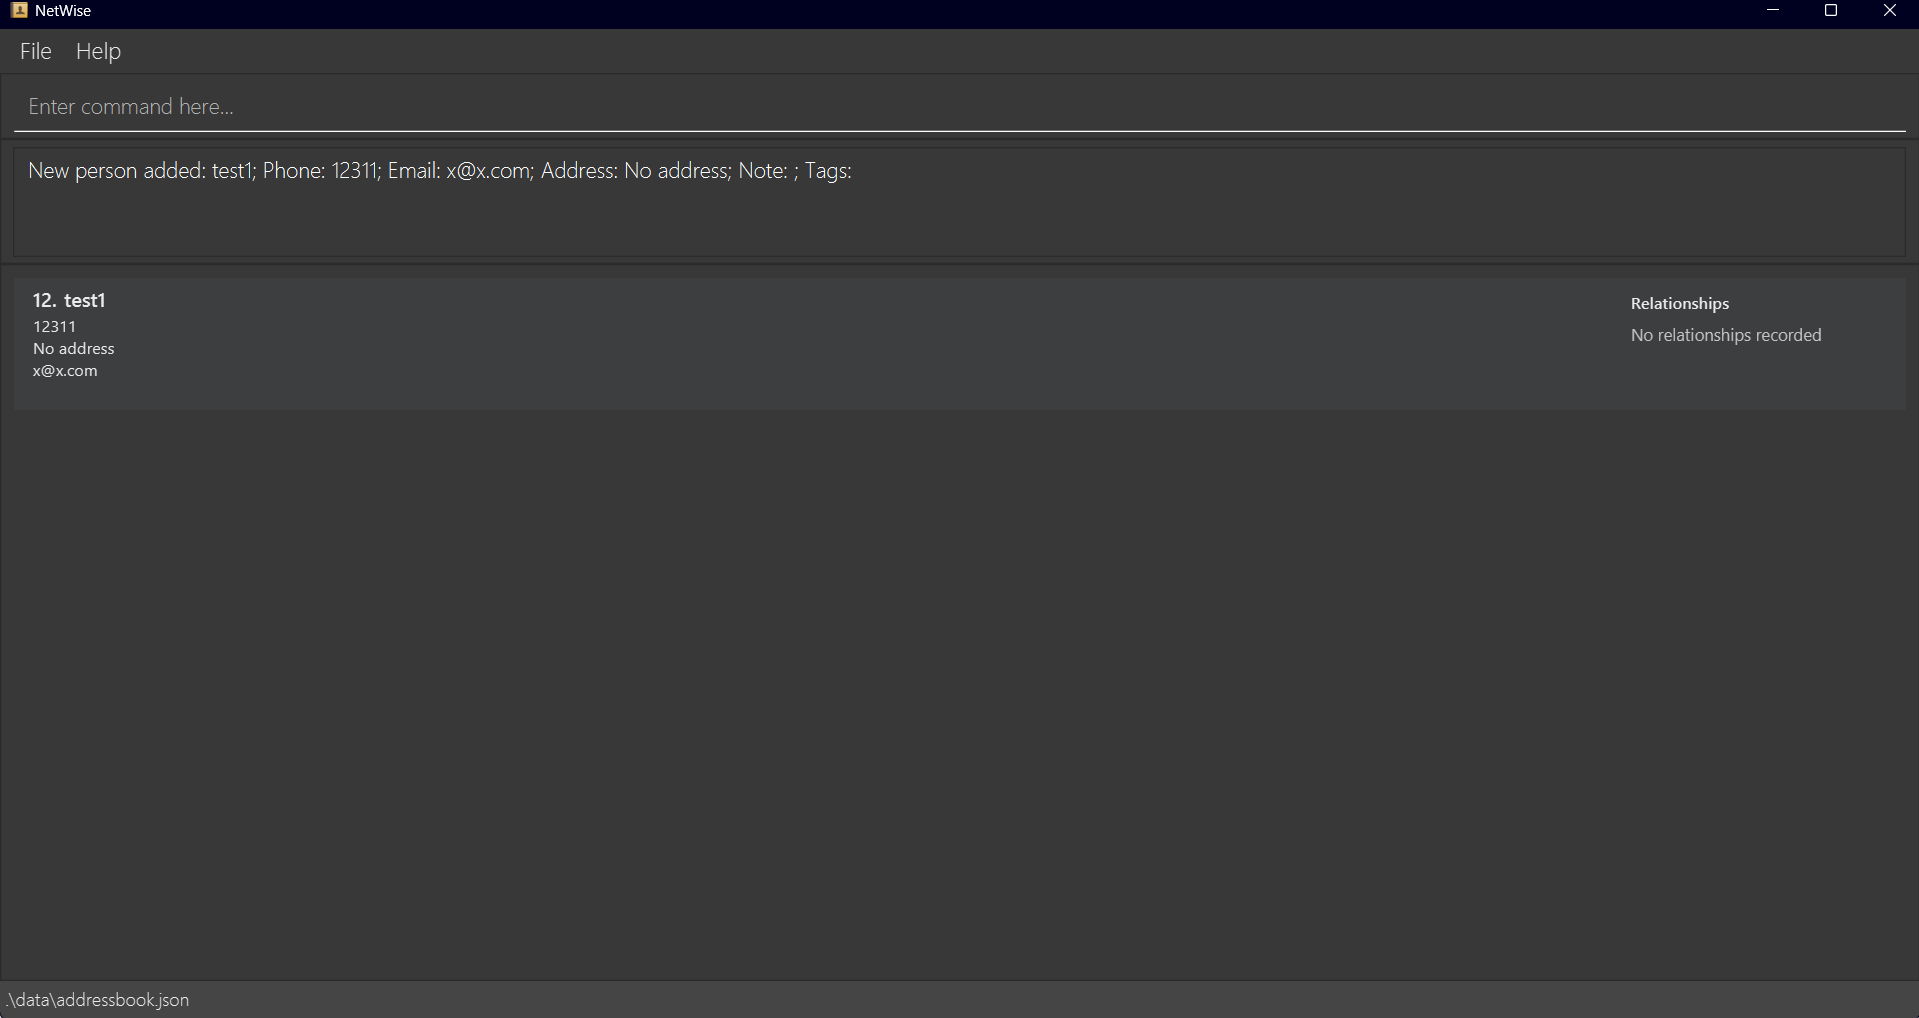 NetWise
File Help
Enter command here...
New person added: test1; Phone: 12311; Email: x@x.com; Address: No address; Note: ; Tags:
12. test1
12311
No address
x@x.com
Relationships
No relationships recorded
.\data\addressbook.json